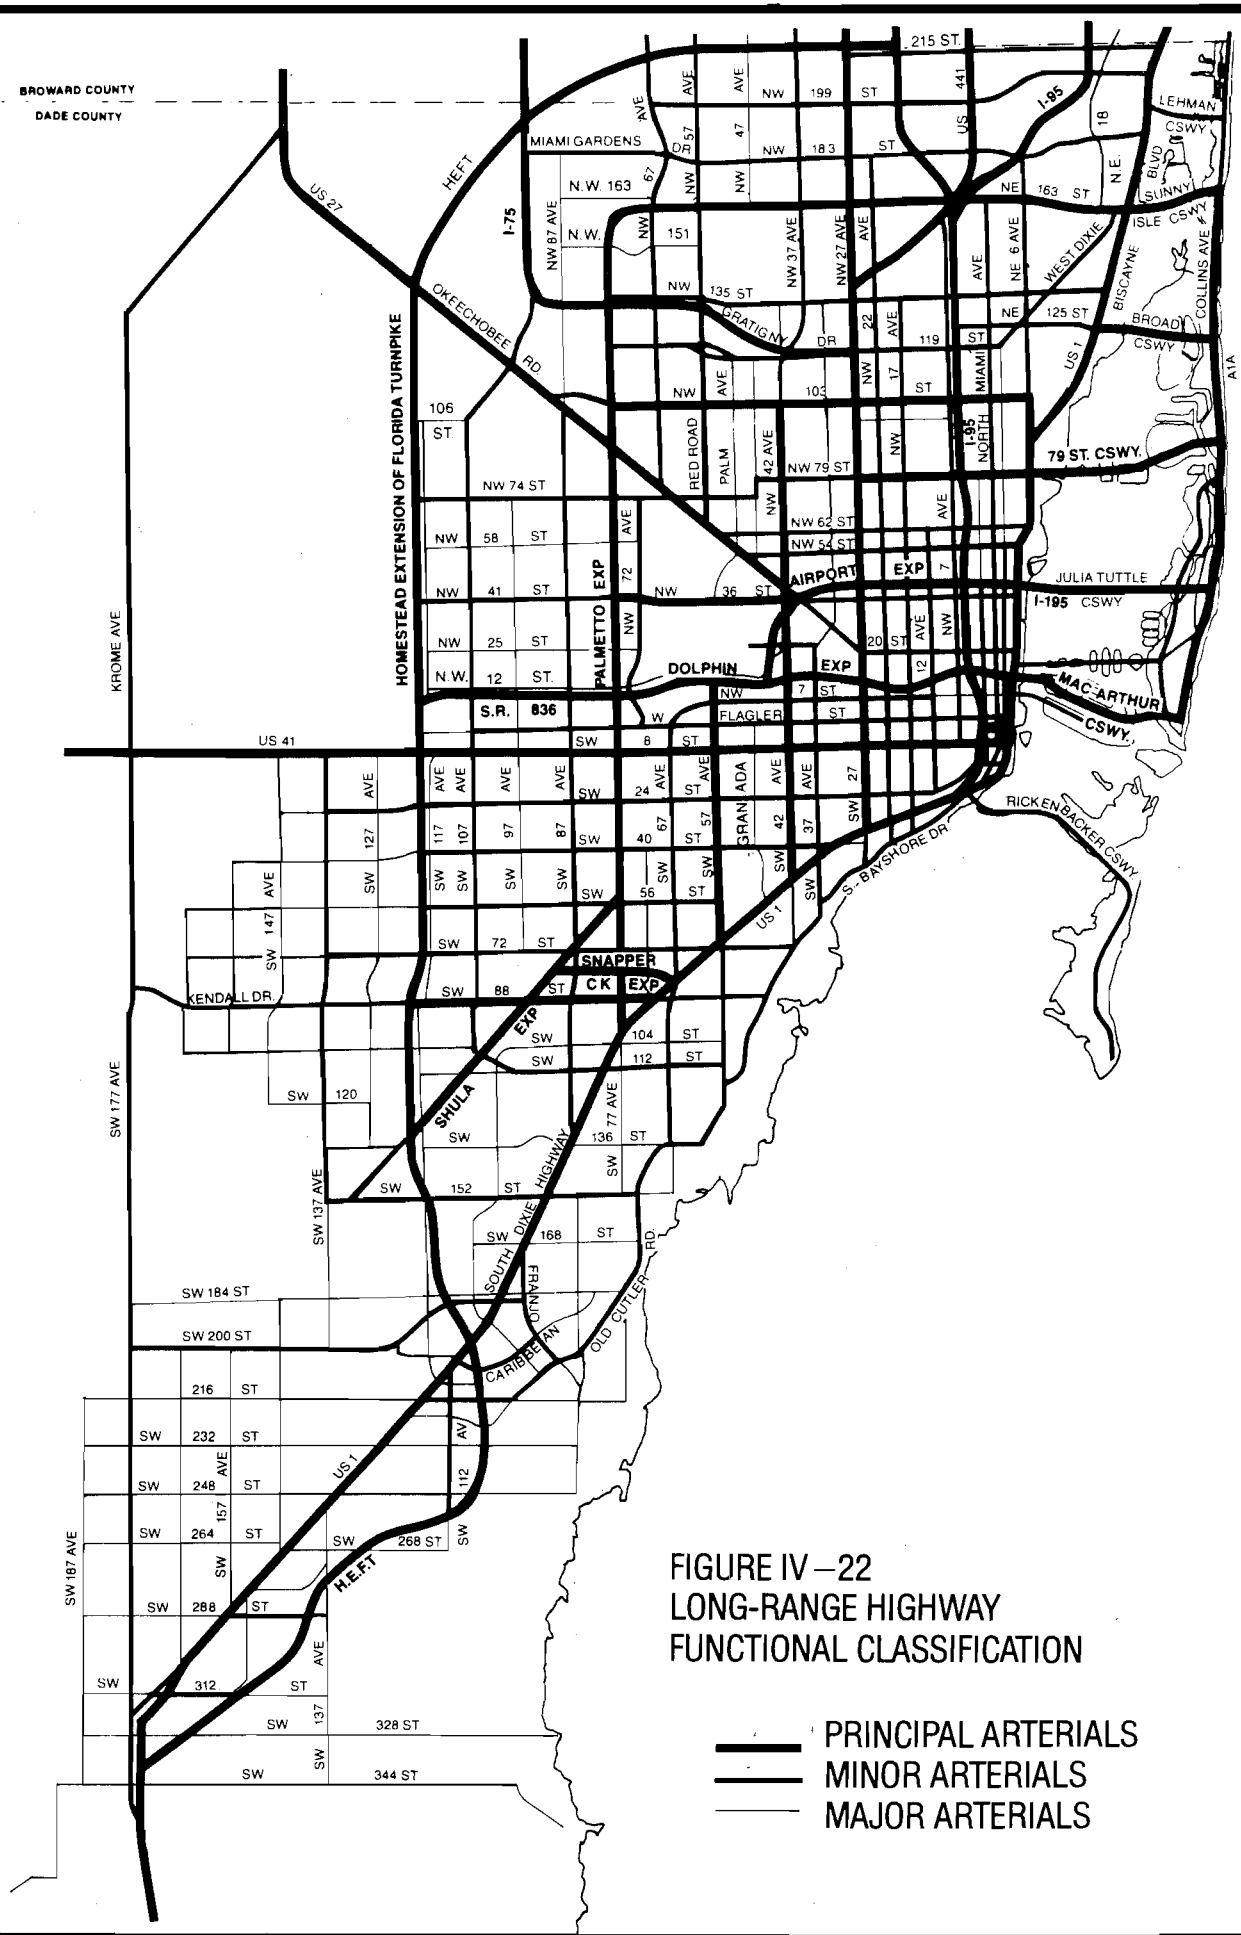 BROWARD COUNTY
DADE COUNTY
215 ST.
AVE
AVE
NW 199 ST
441
US
I-95
18
N.E.
LEHMAN
CSWY
AVE
57
NW
47
NW
MIAMI GARDENS DR
NW 183 ST
BLVD
SUNNY
ISLE CSWY
HEFT
US 27
I-75
NW 87 AVE
N.W. 163
67
NW
NE 163 ST
N.W. 151
NW 37 AVE
NW 27 AVE
AVE
AVE
NE 6 AVE
WEST DIXIE
BISCAYNE
COLLINS AVE
NW 135 ST
GRATIGNY DR
OKEECHOBEE RD.
22
NW
AVE
17
NW
119 ST
NE 125 ST
BROAD
CSWY
US 1
A1A
MIAMI
NORTH
I-95
HOMESTEAD EXTENSION OF FLORIDA TURNPIKE
106
ST.
NW 103 ST
AVE
PALM
RED ROAD
42 AVE
NW
NW 79 ST
79 ST. CSWY.
NW 74 ST
NW 62 ST
NW 54 ST
AVE
7
AVE
NW
NW 58 ST
AVE
72
NW
PALMETTO EXP
AIRPORT EXP
JULIA TUTTLE
I-195 CSWY
NW 41 ST
NW 36 ST
NW 25 ST
20 ST
AVE
12
N.W. 12 ST.
DOLPHIN EXP
MAC ARTHUR
CSWY.
S.R. 836
NW 7 ST
W FLAGLER ST
KROME AVE
US 41
SW 8 ST
AVE
127
SW
AVE
117
SW
AVE
107
SW
AVE
97
SW
AVE
87
SW
SW 24 ST
AVE
67
SW
AVE
57
SW
GRANADA
AVE
42
SW
AVE
37
SW
27
SW
RICKENBACKER CSWY
S. BAYSHORE DR
SW 40 ST
SW 56 ST
AVE
147
SW
US 1
SW 72 ST
SNAPPER
CK EXP
KENDALL DR.
SW 88 ST
SHULA EXP
SW 104 ST
SW 112 ST
SW 177 AVE
SW 120
77 AVE
SW
SW 136 ST
SW 152 ST
SW 137 AVE
SOUTH DIXIE HIGHWAY
SW 168 ST
OLD CUTLER RD.
FRANJO
SW 184 ST
SW 200 ST
CARIBBEAN
216 ST
SW 232 ST
AV
112
SW
US 1
SW 248 ST
AVE
157
SW
SW 264 ST
SW 268 ST
H.E.F.T
SW 187 AVE
SW 288 ST
SW 312 ST
AVE
137
SW
SW 328 ST
SW 344 ST
FIGURE IV-22
LONG-RANGE HIGHWAY
FUNCTIONAL CLASSIFICATION
PRINCIPAL ARTERIALS
MINOR ARTERIALS
MAJOR ARTERIALS